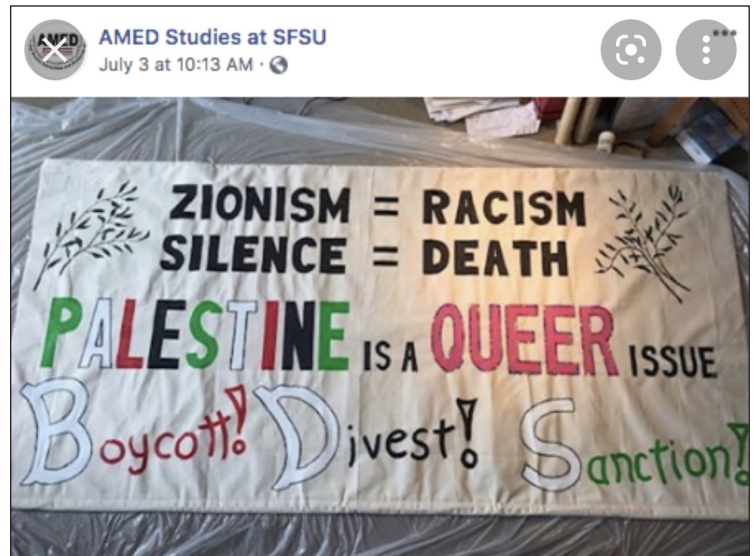 AMED
AMED Studies at SFSU
July 3 at 10:13 AM ·
ZIONISM = RACISM
SILENCE = DEATH
PALESTINE IS A QUEER ISSUE
Boycott! Divest! Sanction!